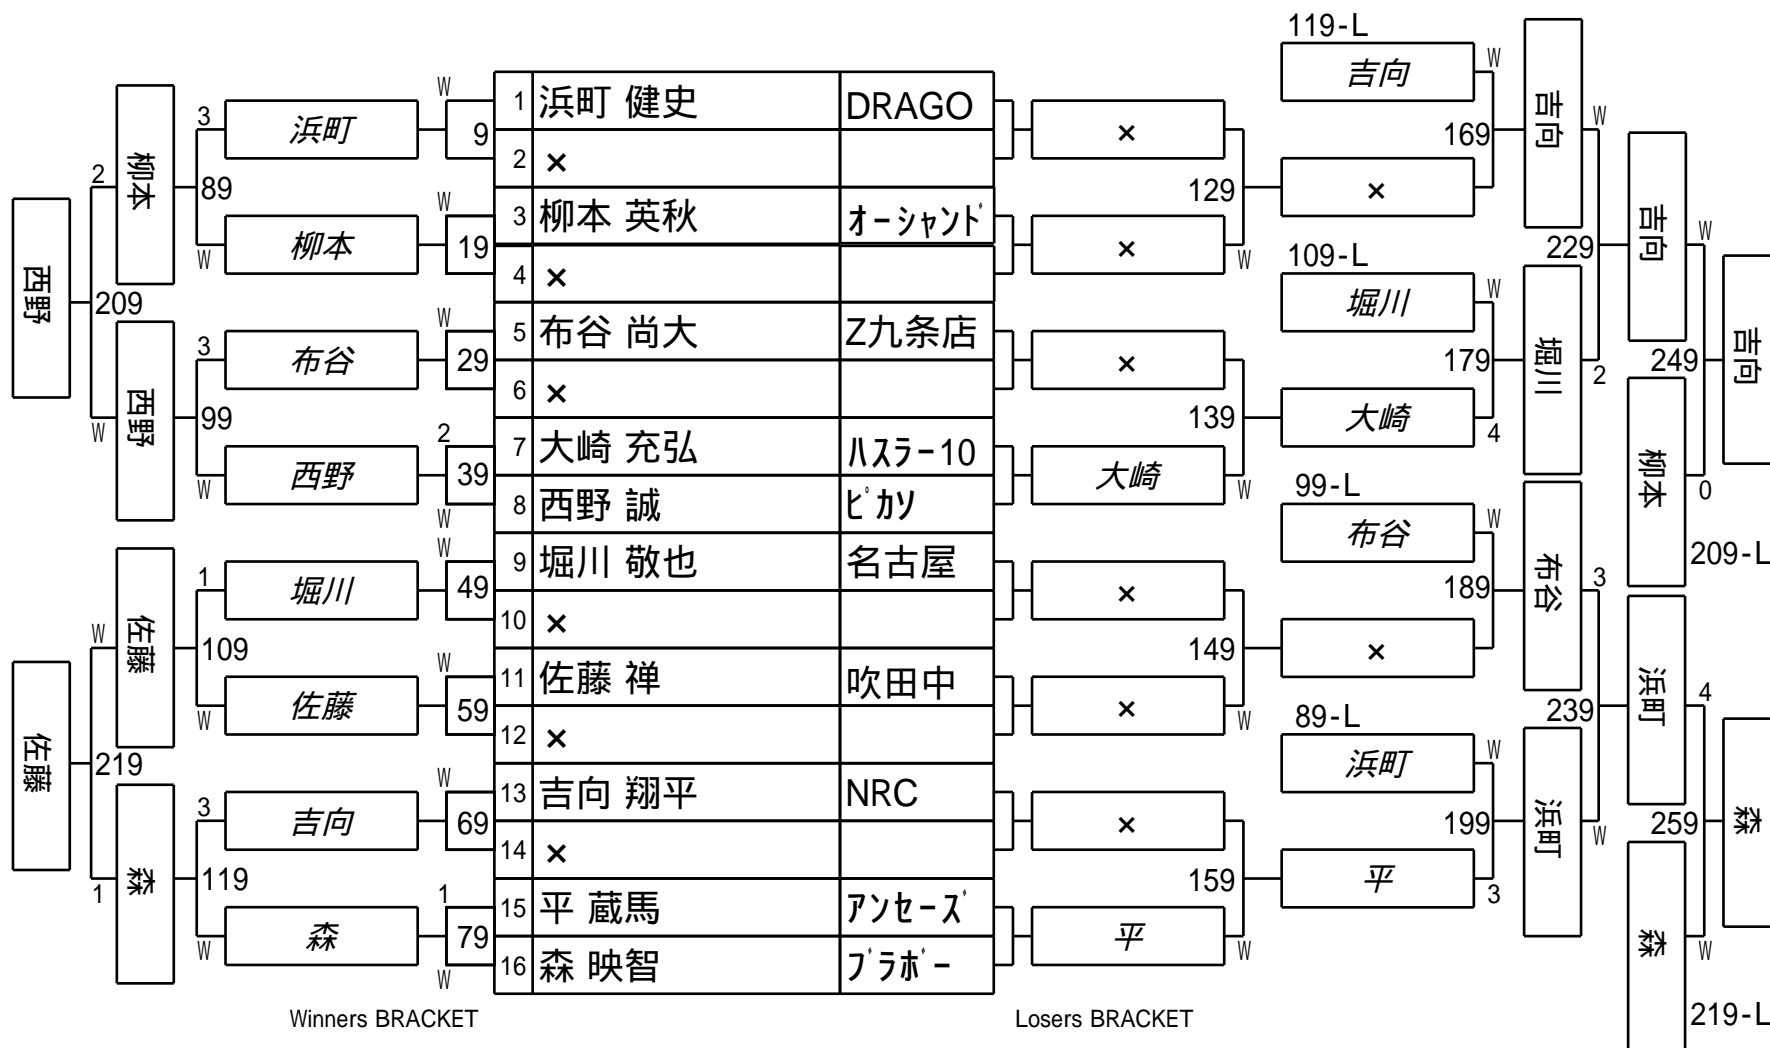 西野
佐藤
209
219
2
W
W
1
柳本
西野
佐藤
森
3
89
W
3
99
W
1
109
W
3
119
W
浜町
柳本
布谷
西野
堀川
佐藤
吉向
森
W
9
W
19
W
29
2
39
W
W
49
W
59
W
69
1
79
W
1 浜町 健史 DRAGO
2 ×
3 柳本 英秋 オーシャンド
4 ×
5 布谷 尚大 Z九条店
6 ×
7 大崎 充弘 ハスラー10
8 西野 誠 ピカソ
9 堀川 敬也 名古屋
10 ×
11 佐藤 禅 吹田中
12 ×
13 吉向 翔平 NRC
14 ×
15 平 蔵馬 アンセーズ
16 森 映智 ブラボー
×
×
×
大崎
×
×
×
平
129
W
139
W
149
W
159
W
119-L
吉向
W
169
×
109-L
堀川
W
179
大崎
4
99-L
布谷
W
189
×
89-L
浜町
W
199
平
3
吉向
W
229
堀川
2
布谷
3
239
浜町
W
吉向
W
249
柳本
0
209-L
浜町
4
259
森
W
219-L
吉向
森
Winners BRACKET
Losers BRACKET